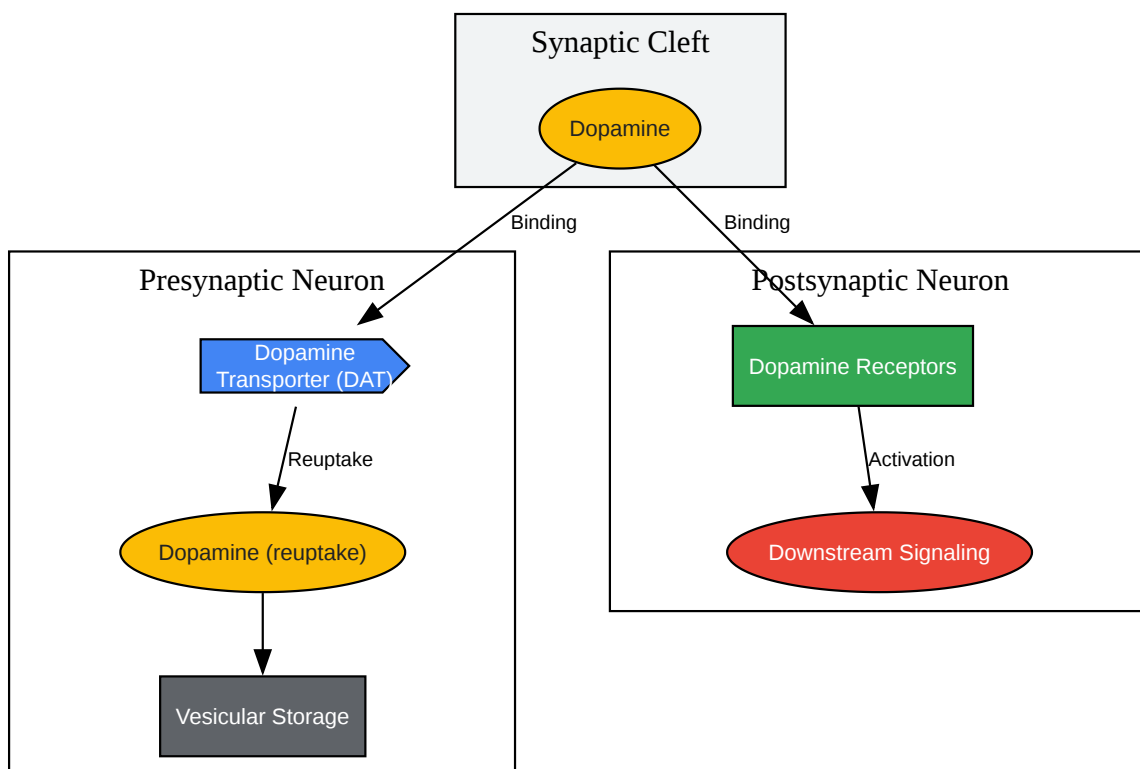 Synaptic Cleft
Dopamine
Binding
Binding
Presynaptic Neuron
Postsynaptic Neuron
Dopamine
Transporter (DAT)
Dopamine Receptors
Reuptake
Activation
Dopamine (reuptake)
Downstream Signaling
Vesicular Storage